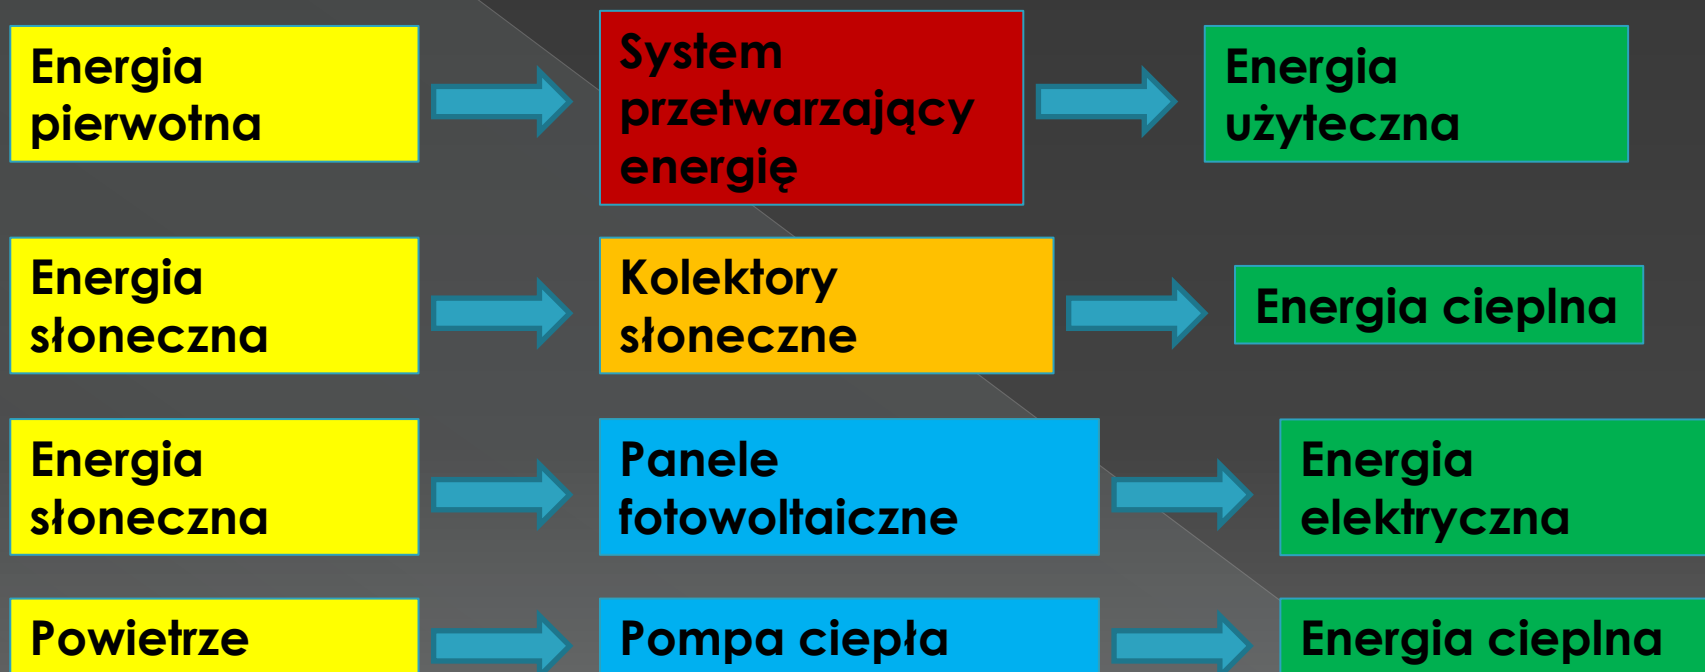 Energia
pierwotna
System
przetwarzający
energię
Energia
użyteczna
Energia
słoneczna
Kolektory
słoneczne
Energia cieplna
Energia
słoneczna
Panele
fotowoltaiczne
Energia
elektryczna
Powietrze
Pompa ciepła
Energia cieplna